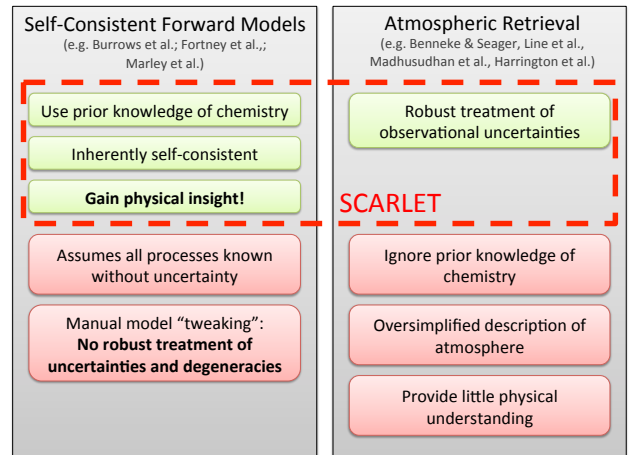 Self-Consistent Forward Models
(e.g. Burrows et al.; Fortney et al.,;
Marley et al.)
Use prior knowledge of chemistry
Inherently self-consistent
Gain physical insight!
Assumes all processes known
without uncertainty
Manual model “tweaking”:
No robust treatment of
uncertainties and degeneracies
Atmospheric Retrieval
(e.g. Benneke & Seager, Line et al.,
Madhusudhan et al., Harrington et al.)
Robust treatment of
observational uncertainties
SCARLET
Ignore prior knowledge of
chemistry
Oversimplified description of
atmosphere
Provide little physical
understanding